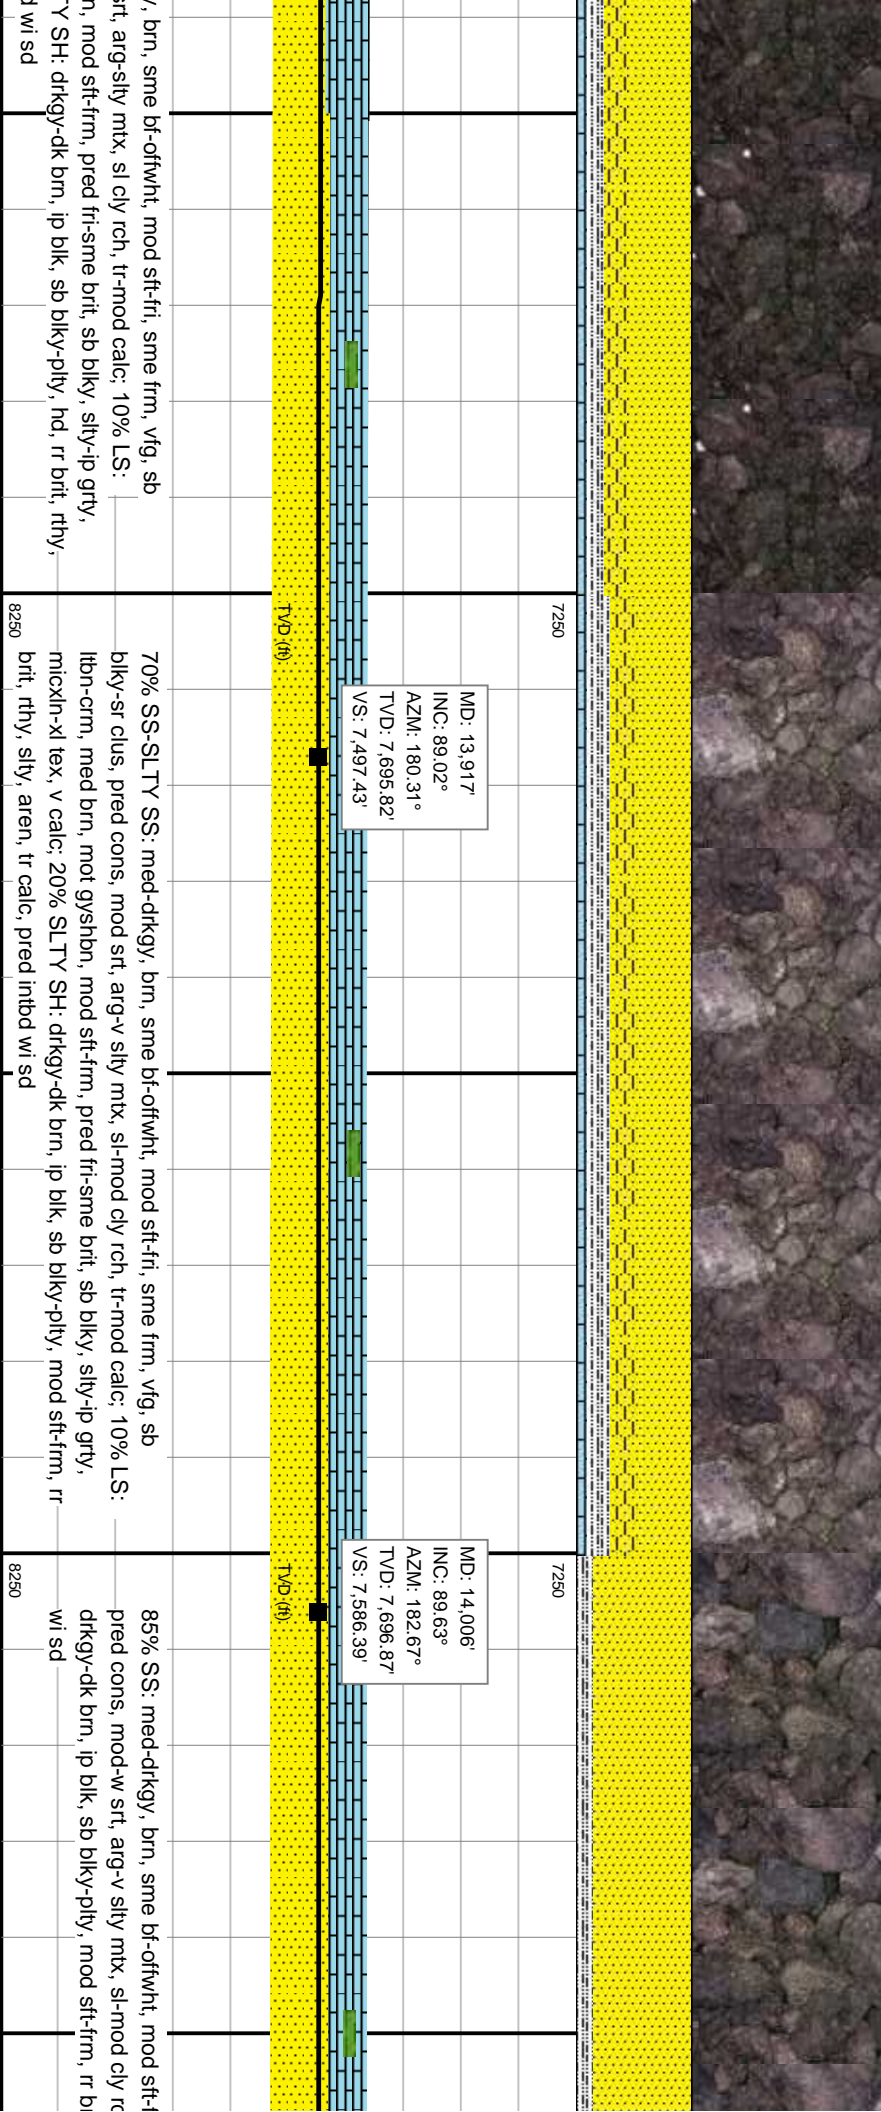 , brn, sme bf-offwht, mod sft-fri, sme frm, vfg, sb
srt, arg-slty mtx, sl cly rch, tr-mod calc; 10% LS:
n, mod sft-frm, pred fri-sme brit, sb blky, slty-ip grty,
TY SH: drkgy-dk brn, ip blk, sb blky-plty, hd, rr brit, rthy,
d wi sd
7250
8250
TVD (ft)
MD: 13,917'
INC: 89.02°
AZM: 180.31°
TVD: 7,695.82'
VS: 7,497.43'
70% SS-SLTY SS: med-drkgy, brn, sme bf-offwht, mod sft-fri, sme frm, vfg, sb
blky-sr clus, pred cons, mod srt, arg-v slty mtx, sl-mod cly rch, tr-mod calc; 10% LS:
ltbn-crm, med brn, mot gyshbn, mod sft-frm, pred fri-sme brit, sb blky, slty-ip grty,
micxln-xl tex, v calc; 20% SLTY SH: drkgy-dk brn, ip blk, sb blky-plty, mod sft-frm, rr
brit, rthy, slty, aren, tr calc, pred intbd wi sd
7250
8250
TVD (ft)
MD: 14,006'
INC: 89.63°
AZM: 182.67°
TVD: 7,696.87'
VS: 7,586.39'
85% SS: med-drkgy, brn, sme bf-offwht, mod sft-f
pred cons, mod-w srt, arg-v slty mtx, sl-mod cly rc
drkgy-dk brn, ip blk, sb blky-plty, mod sft-frm, rr br
wi sd